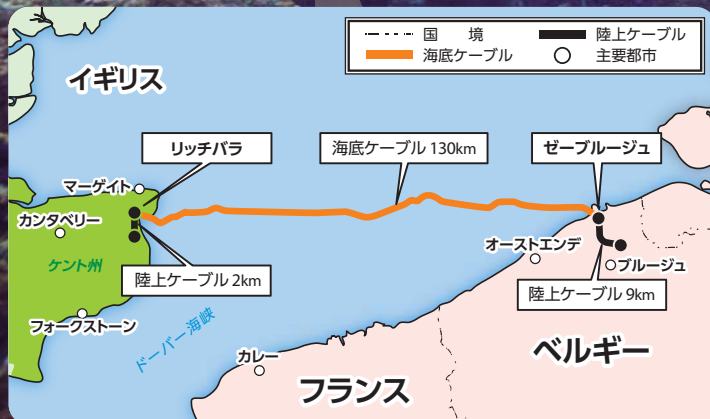 国　境
陸上ケーブル
海底ケーブル
主要都市
イギリス
リッチバラ
海底ケーブル 130km
ゼーブルージュ
マーゲイト
カンタベリー
ケント州
陸上ケーブル 2km
オーストエンデ
ブルージュ
陸上ケーブル 9km
フォークストーン
ドーバー海峡
カレー
ベルギー
フランス